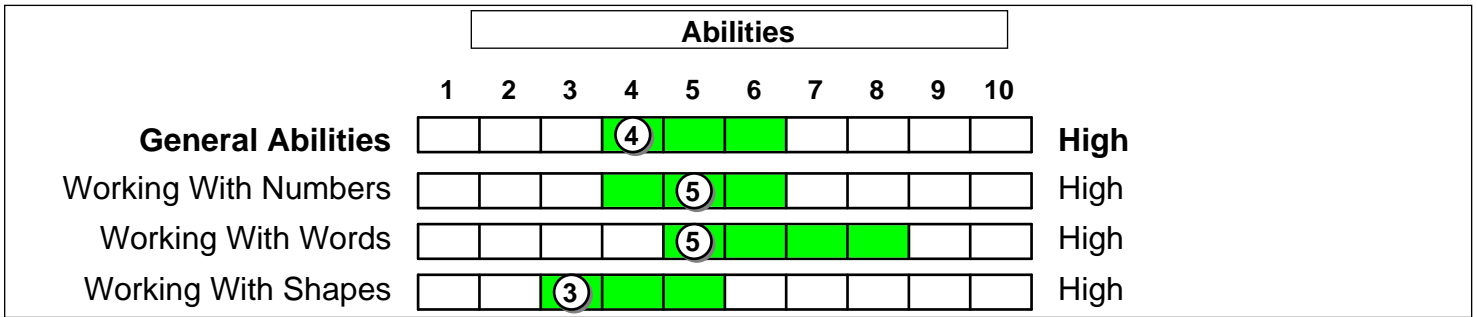 Abilities
1 2 3 4 5 6 7 8 9 10
General Abilities 4 High
Working With Numbers 5 High
Working With Words 5 High
Working With Shapes 3 High